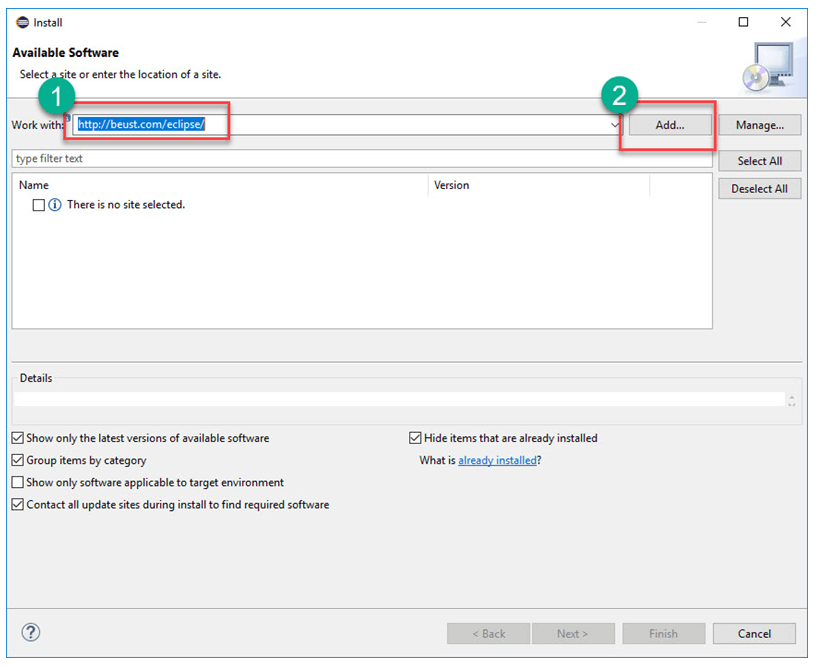 Install
Available Software
Select a site or enter the location of a site.
1
2
Work with: http://beust.com/eclipse/ Add... Manage...
type filter text Select All
Name Version Deselect All
There is no site selected.
Details
Show only the latest versions of available software Hide items that are already installed
Group items by category What is already installed?
Show only software applicable to target environment
Contact all update sites during install to find required software
? < Back Next > Finish Cancel